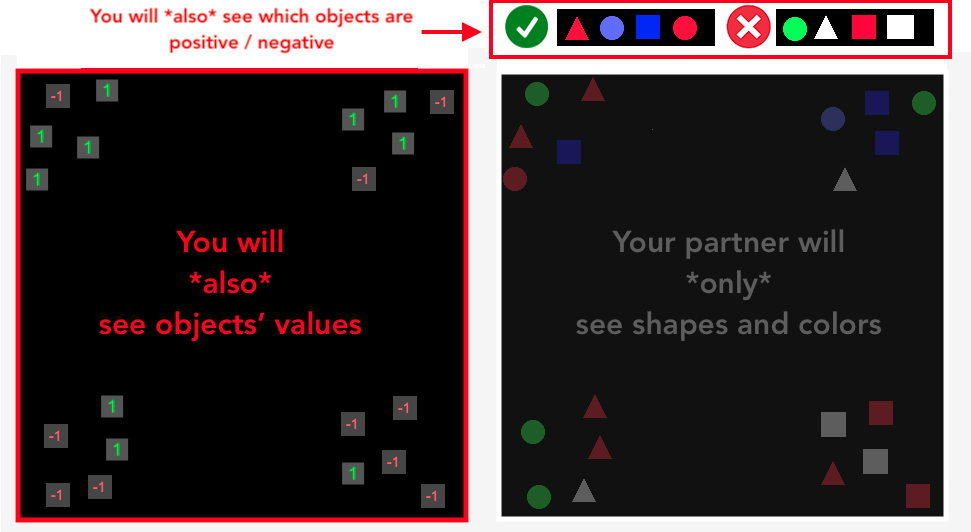 You will *also* see which objects are
positive / negative
-1 1 1 -1
1
1 1 1
1 -1
You will
*also*
see objects' values
Your partner will
*only*
see shapes and colors
1 -1
-1 1 -1
-1
-1 -1 1 -1